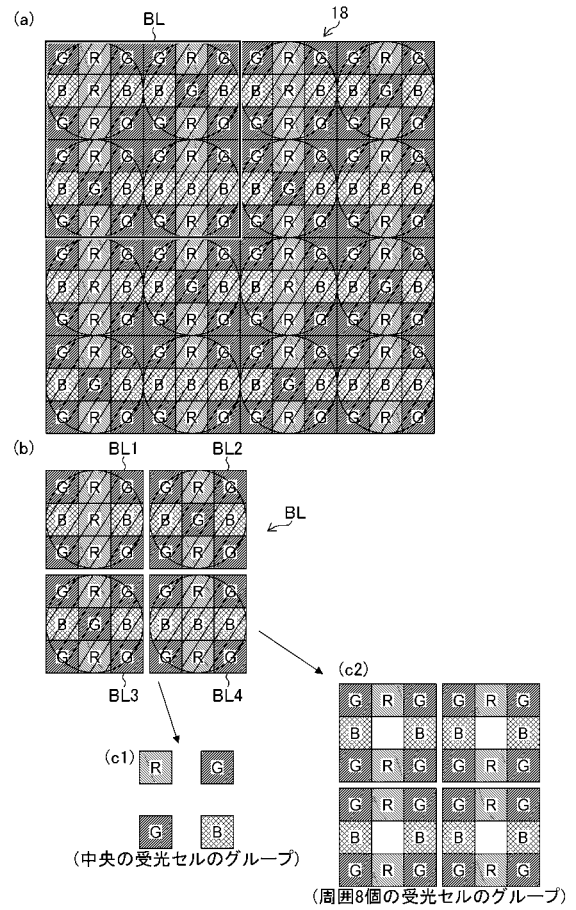 (a) BL 18
G R G G R G G R G G R G
B R B B G B B R B B G B
G R G G R G G R G G R G
G R G G R G G R G G R G
B G B B B B B G B B B B
G R G G R G G R G G R G
G R G G R G G R G G R G
B R B B G B B R B B G B
G R G G R G G R G G R G
G R G G R G G R G G R G
B G B B B B B G B B B B
G R G G R G G R G G R G
(b) BL1 BL2
BL
G R G G R G
B R B B G B
G R G G R G
G R G G R G
B G B B B B
G R G G R G
BL3 BL4
(c1)
R G
G B
(中央の受光セルのグループ)
(c2)
G R G G R G
B B B B
G R G G R G
G R G G R G
B B B B
G R G G R G
(周囲8個の受光セルのグループ)